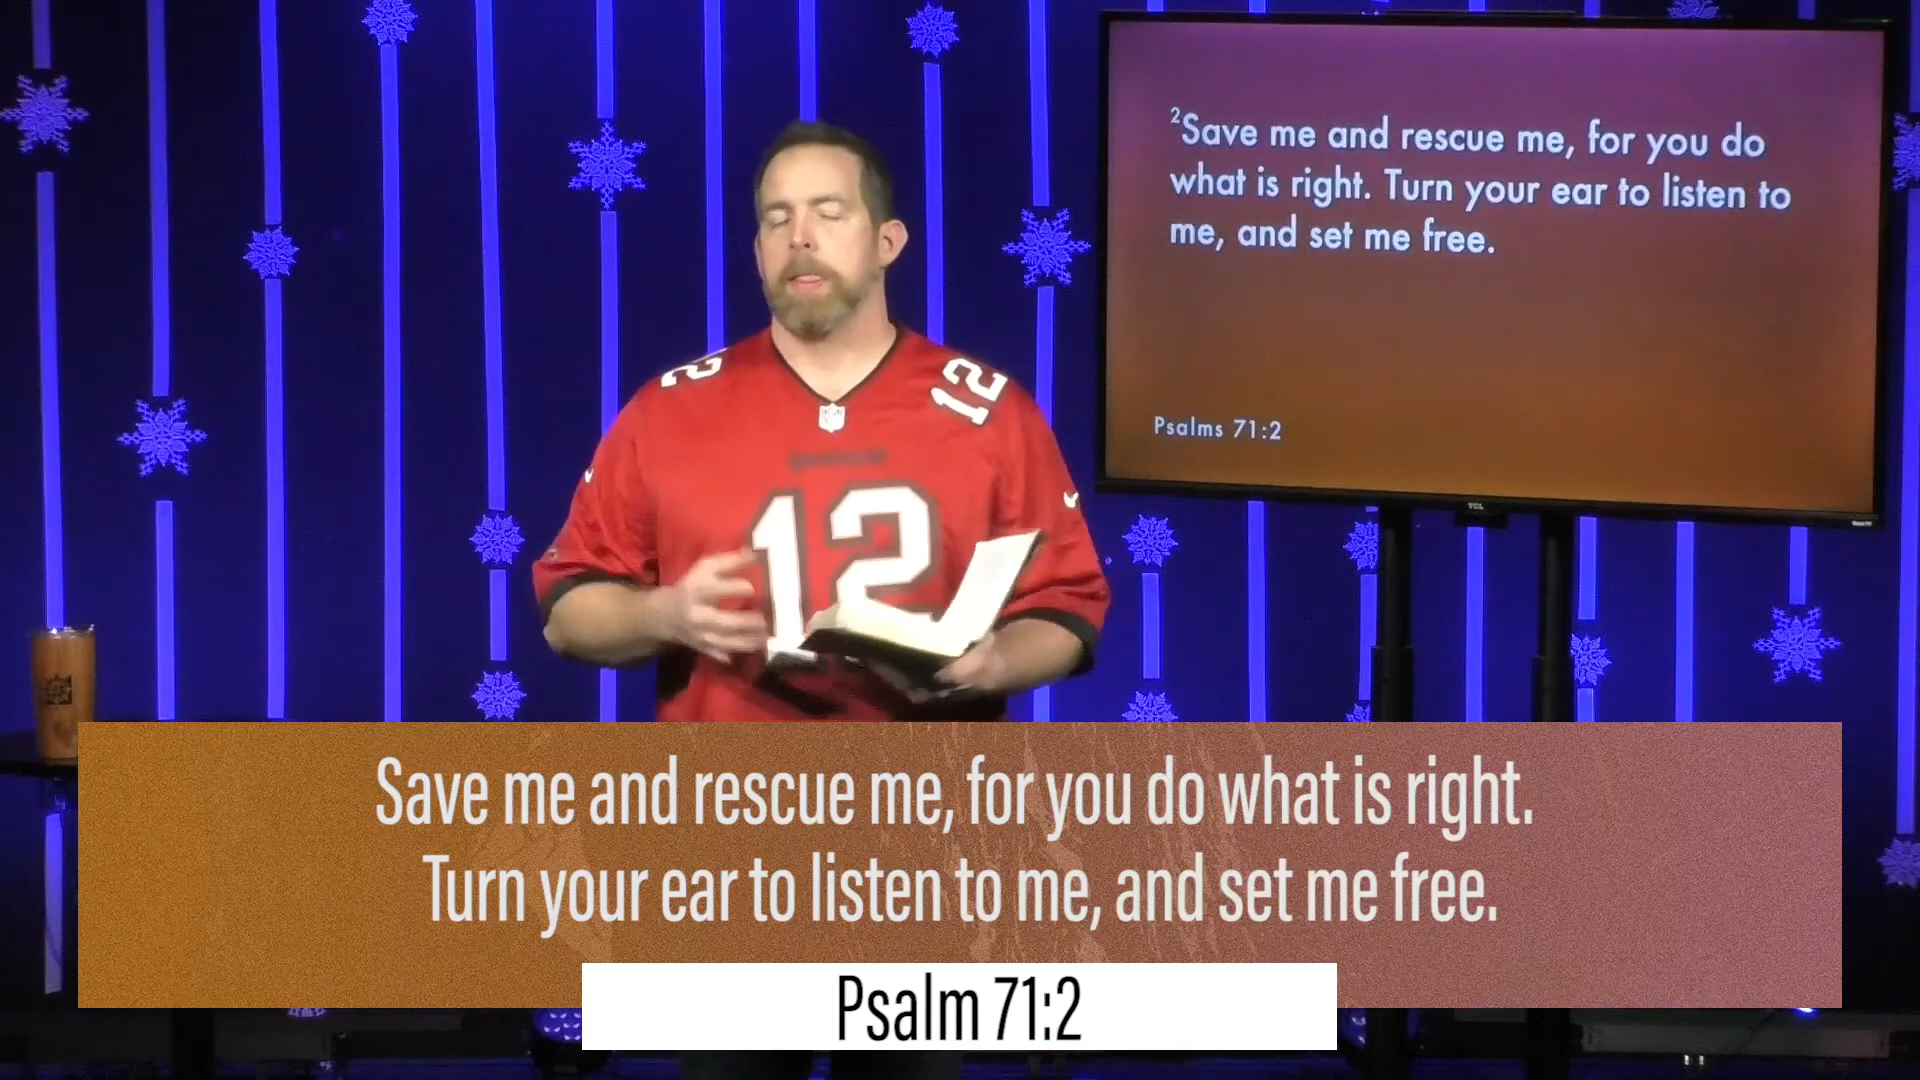 ²Save me and rescue me, for you do
what is right. Turn your ear to listen to
me, and set me free.
Psalms 71:2
TCL
12
12
12
Save me and rescue me, for you do what is right.
Turn your ear to listen to me, and set me free.
Psalm 71:2